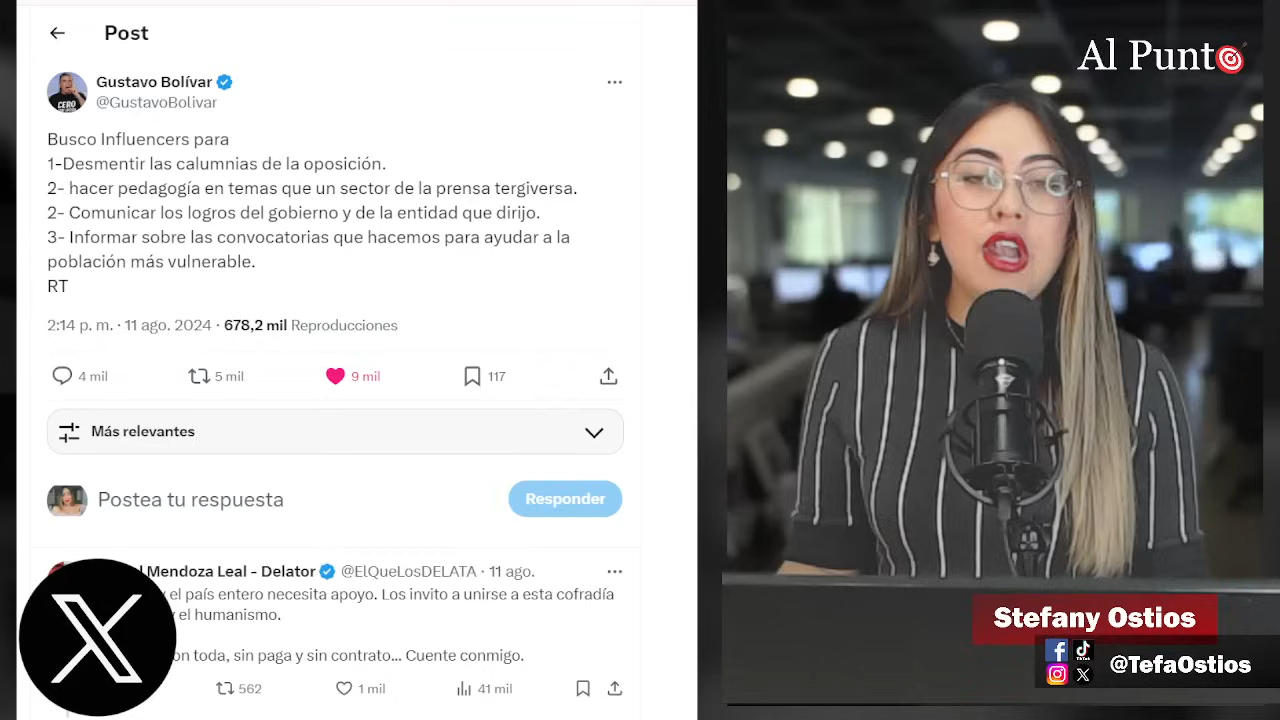 Post
Gustavo Bolívar
@GustavoBolivar
Busco Influencers para
1-Desmentir las calumnias de la oposición.
2- hacer pedagogía en temas que un sector de la prensa tergiversa.
2- Comunicar los logros del gobierno y de la entidad que dirijo.
3- Informar sobre las convocatorias que hacemos para ayudar a la
población más vulnerable.
RT
2:14 p. m. · 11 ago. 2024 · 678,2 mil Reproducciones
4 mil 5 mil 9 mil 117
Más relevantes
Postea tu respuesta
Responder
Mendoza Leal - Delator @ElQueLosDELATA · 11 ago.
y el país entero necesita apoyo. Los invito a unirse a esta cofradía
y el humanismo.
on toda, sin paga y sin contrato... Cuente conmigo.
562 1 mil 41 mil
Al Punto
Stefany Ostios
@TefaOstios